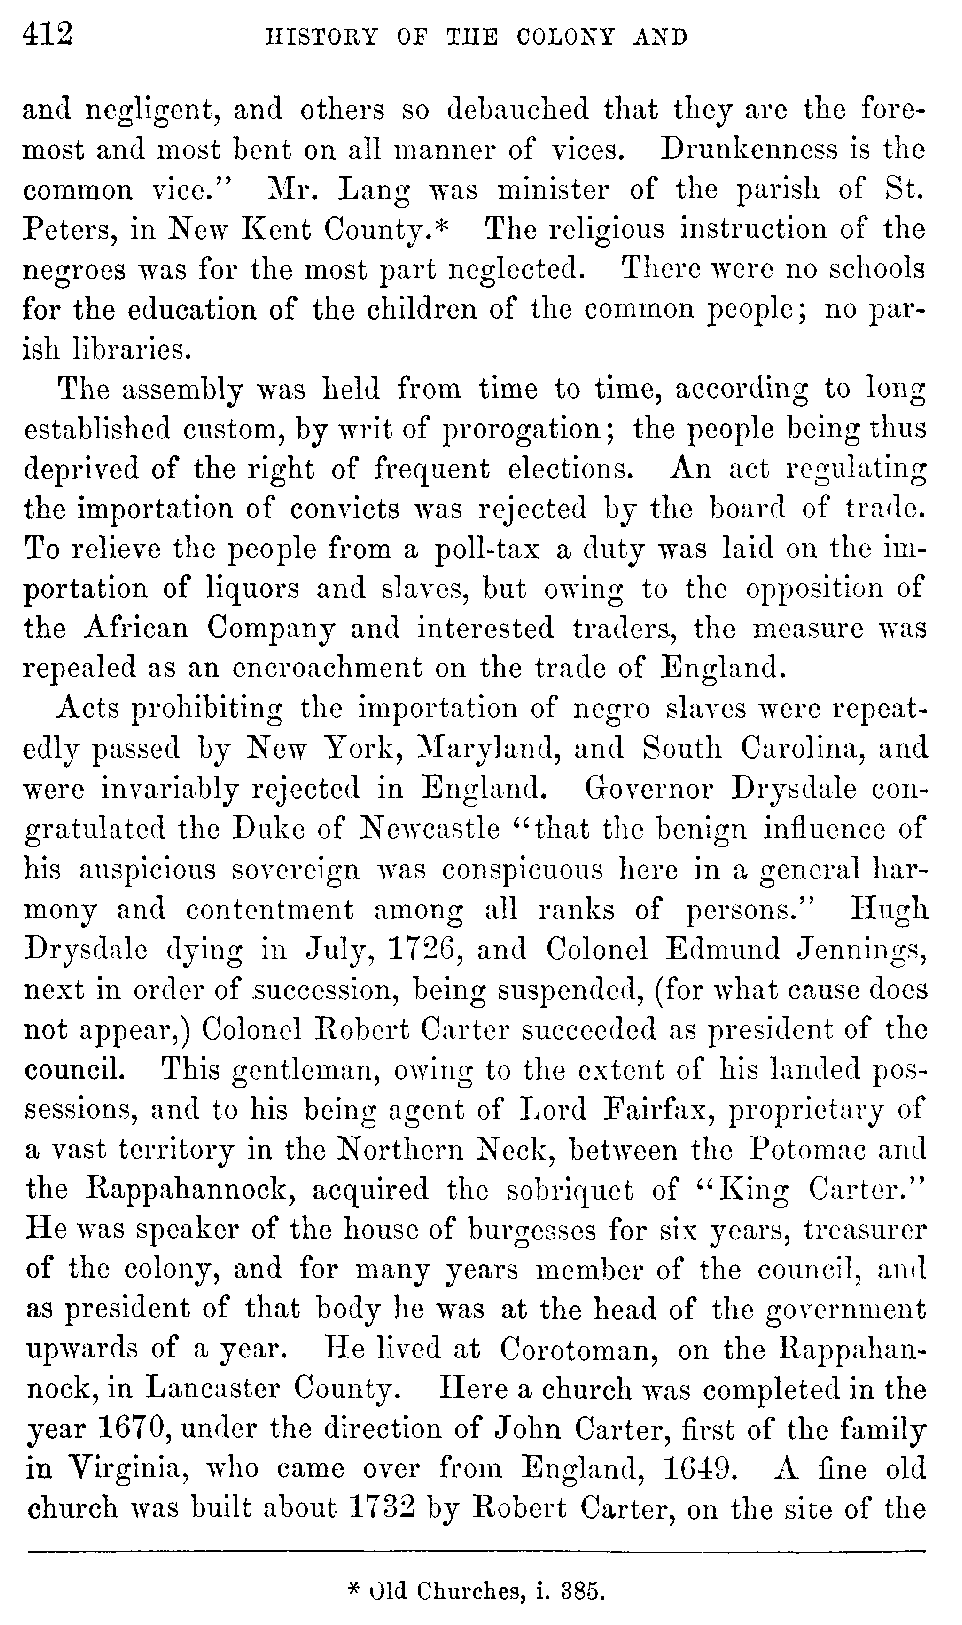 412 HISTORY OF THE COLONY AND
and negligent, and others so debauched that they are the fore-
most and most bent on all manner of vices. Drunkenness is the
common vice." Mr. Lang was minister of the parish of St.
Peters, in New Kent County.* The religious instruction of the
negroes was for the most part neglected. There were no schools
for the education of the children of the common people; no par-
ish libraries.
The assembly was held from time to time, according to long
established custom, by writ of prorogation; the people being thus
deprived of the right of frequent elections. An act regulating
the importation of convicts was rejected by the board of trade.
To relieve the people from a poll-tax a duty was laid on the im-
portation of liquors and slaves, but owing to the opposition of
the African Company and interested traders, the measure was
repealed as an encroachment on the trade of England.
Acts prohibiting the importation of negro slaves were repeat-
edly passed by New York, Maryland, and South Carolina, and
were invariably rejected in England. Governor Drysdale con-
gratulated the Duke of Newcastle "that the benign influence of
his auspicious sovereign was conspicuous here in a general har-
mony and contentment among all ranks of persons." Hugh
Drysdale dying in July, 1726, and Colonel Edmund Jennings,
next in order of succession, being suspended, (for what cause does
not appear,) Colonel Robert Carter succeeded as president of the
council. This gentleman, owing to the extent of his landed pos-
sessions, and to his being agent of Lord Fairfax, proprietary of
a vast territory in the Northern Neck, between the Potomac and
the Rappahannock, acquired the sobriquet of "King Carter."
He was speaker of the house of burgesses for six years, treasurer
of the colony, and for many years member of the council, and
as president of that body he was at the head of the government
upwards of a year. He lived at Corotoman, on the Rappahan-
nock, in Lancaster County. Here a church was completed in the
year 1670, under the direction of John Carter, first of the family
in Virginia, who came over from England, 1649. A fine old
church was built about 1732 by Robert Carter, on the site of the
* Old Churches, i. 385.